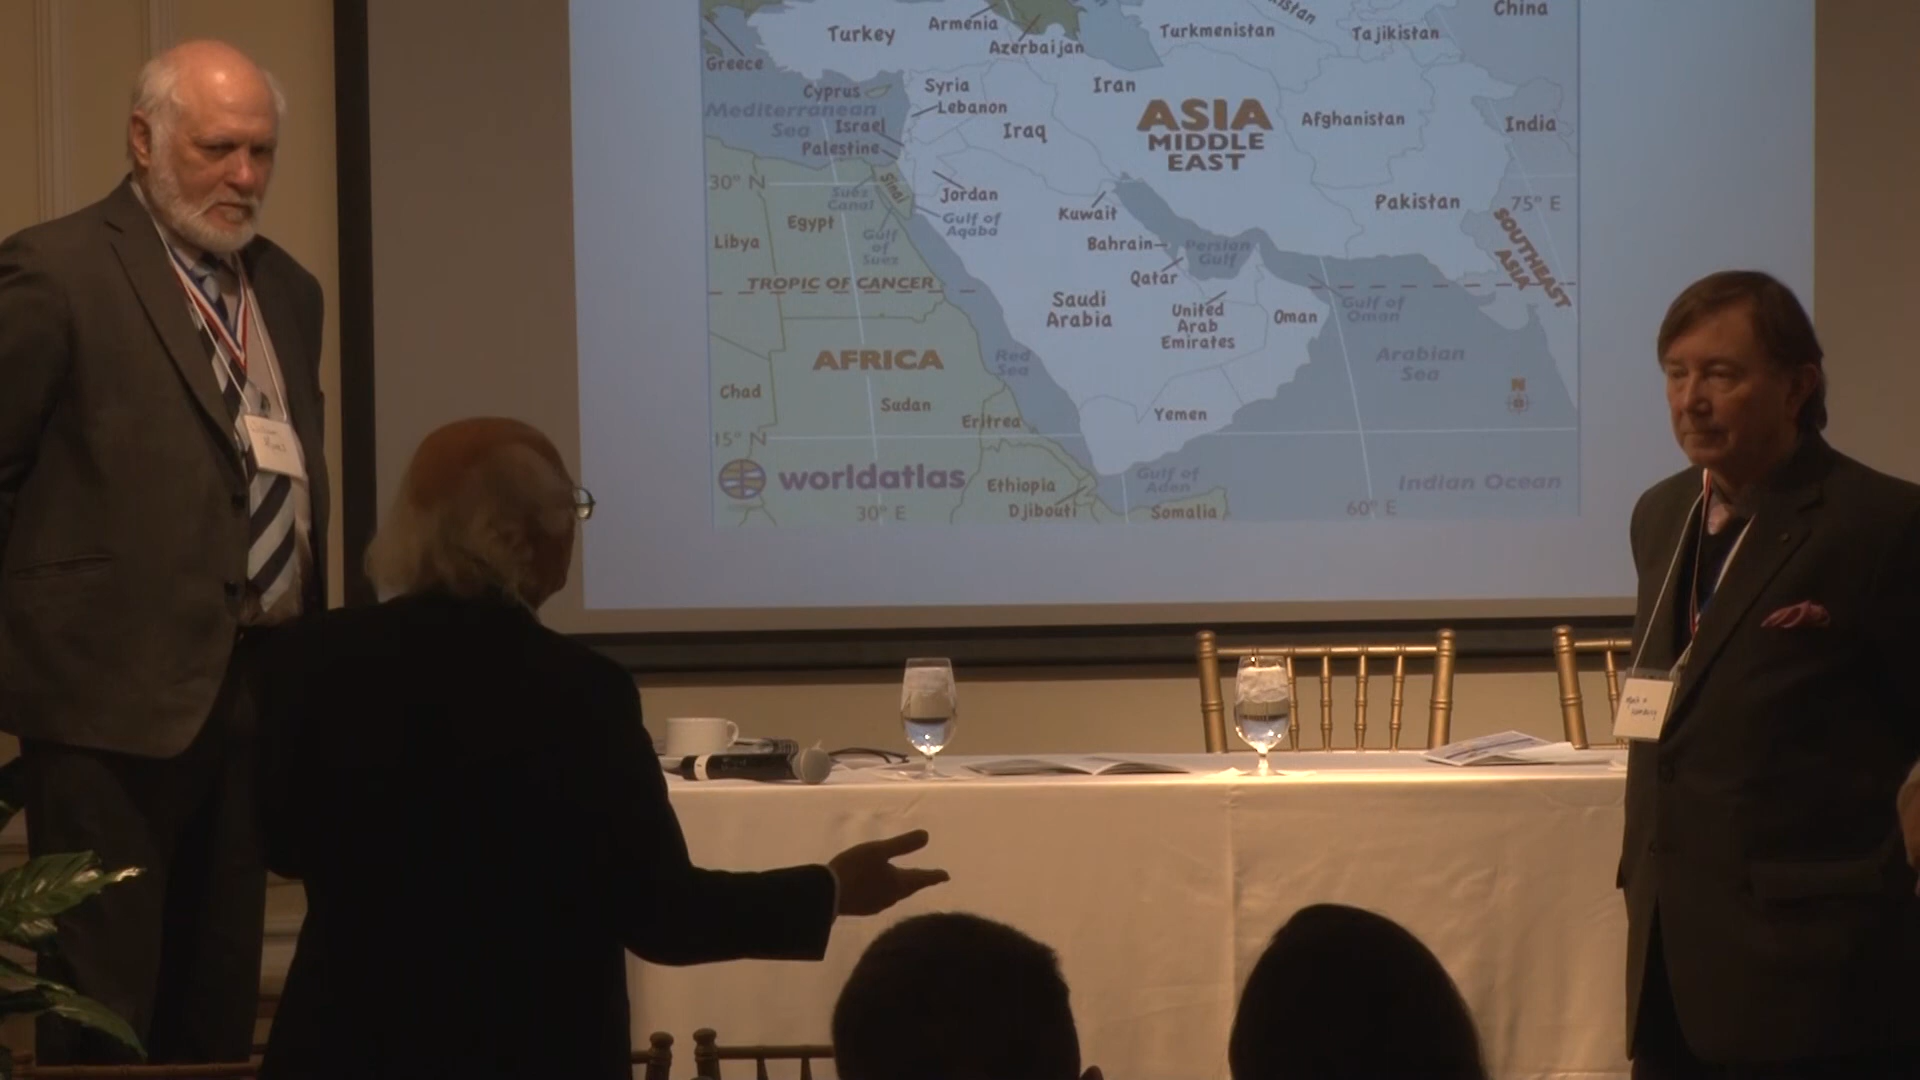 China
Turkey
Armenia
Azerbaijan
Turkmenistan
Tajikistan
Greece
Cyprus
Syria
Iran
Mediterranean
Sea
Lebanon
Israel
Iraq
ASIA
MIDDLE
EAST
Afghanistan
India
Palestine
30° N
Sinai
Suez
Canal
Jordan
Kuwait
Pakistan
75° E
Egypt
Gulf of
Aqaba
Libya
Gulf
of
Suez
Bahrain
Persian
Gulf
SOUTHEAST
ASIA
Qatar
TROPIC OF CANCER
Saudi
Arabia
United
Arab
Emirates
Oman
Gulf of
Oman
AFRICA
Red
Sea
Arabian
Sea
Chad
Sudan
Eritrea
Yemen
N
15° N
worldatlas
Ethiopia
Gulf of
Aden
Indian Ocean
30° E
Djibouti
Somalia
60° E